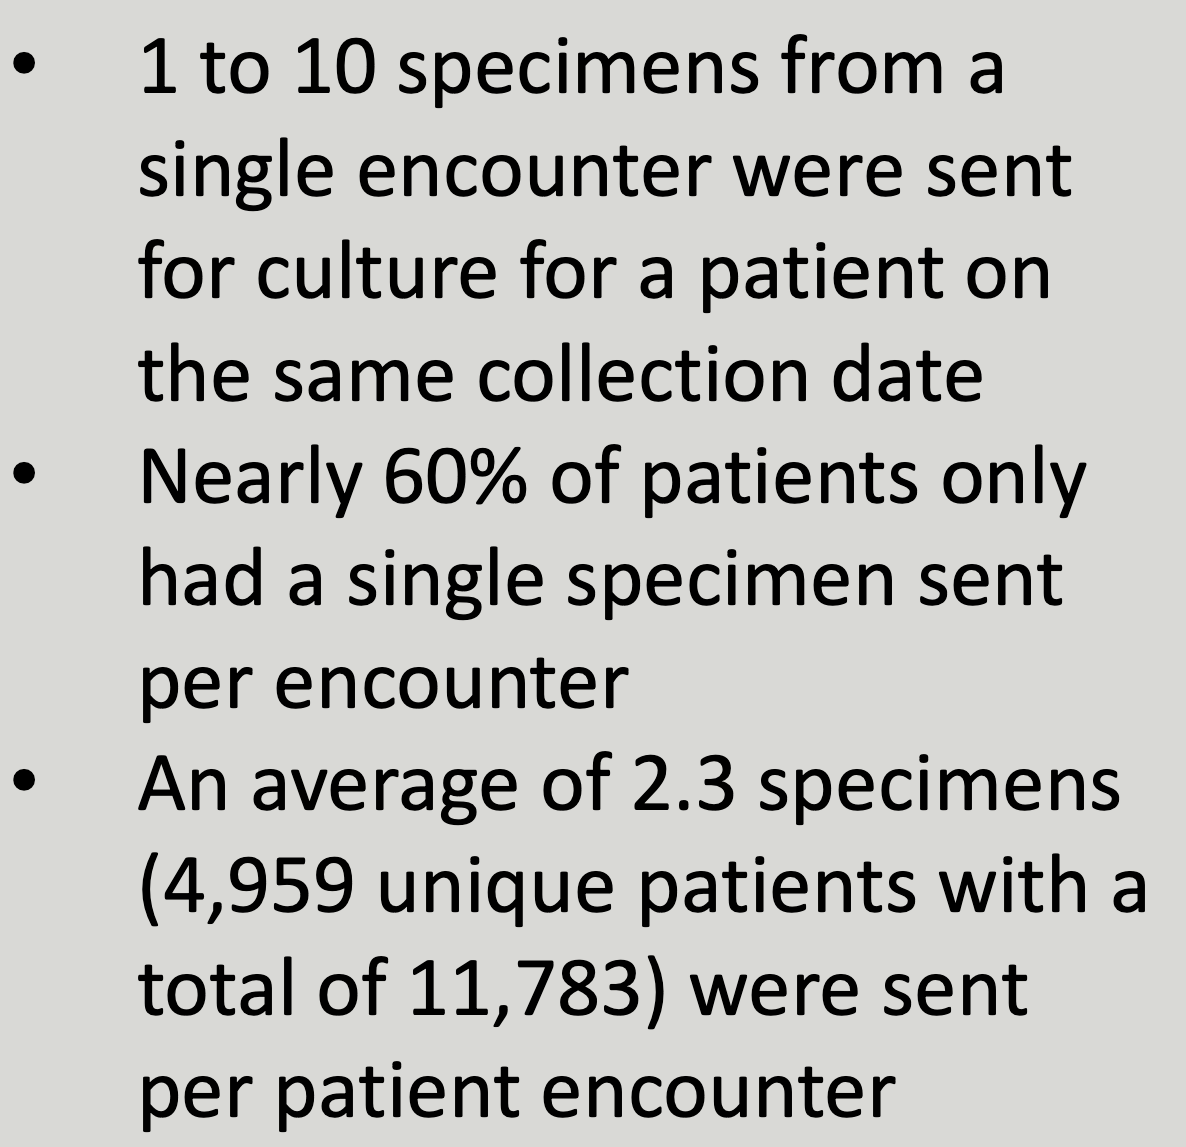 • 1 to 10 specimens from a
single encounter were sent
for culture for a patient on
the same collection date
• Nearly 60% of patients only
had a single specimen sent
per encounter
• An average of 2.3 specimens
(4,959 unique patients with a
total of 11,783) were sent
per patient encounter